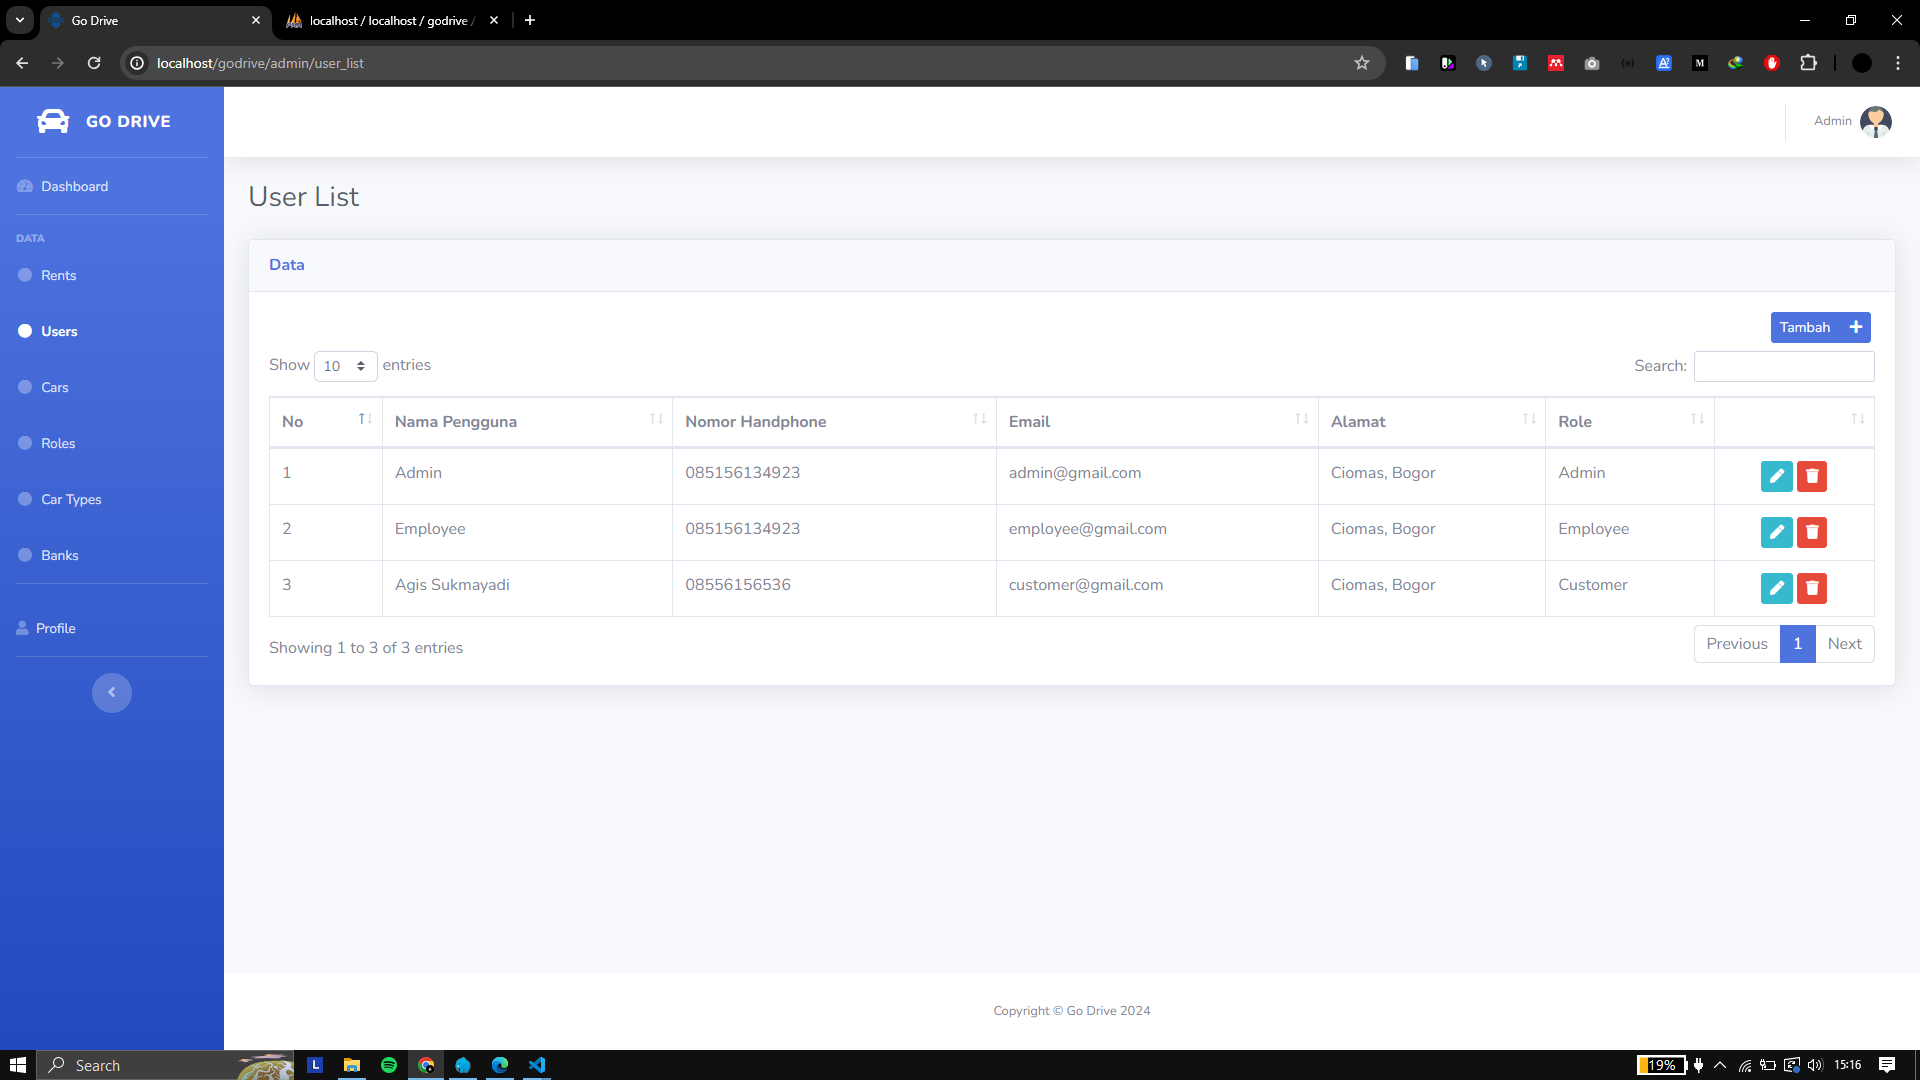 Go Drive
localhost / localhost / godrive /
localhost/godrive/admin/user_list
GO DRIVE
Admin
Dashboard
User List
DATA
Data
Rents
Tambah
Users
Show 10 entries
Search:
Cars
No Nama Pengguna Nomor Handphone Email Alamat Role
Roles
1 Admin 085156134923 admin@gmail.com Ciomas, Bogor Admin
Car Types
2 Employee 085156134923 employee@gmail.com Ciomas, Bogor Employee
Banks
3 Agis Sukmayadi 08556156536 customer@gmail.com Ciomas, Bogor Customer
Profile
Showing 1 to 3 of 3 entries
Previous 1 Next
Copyright © Go Drive 2024
Search
L
19%
15:16